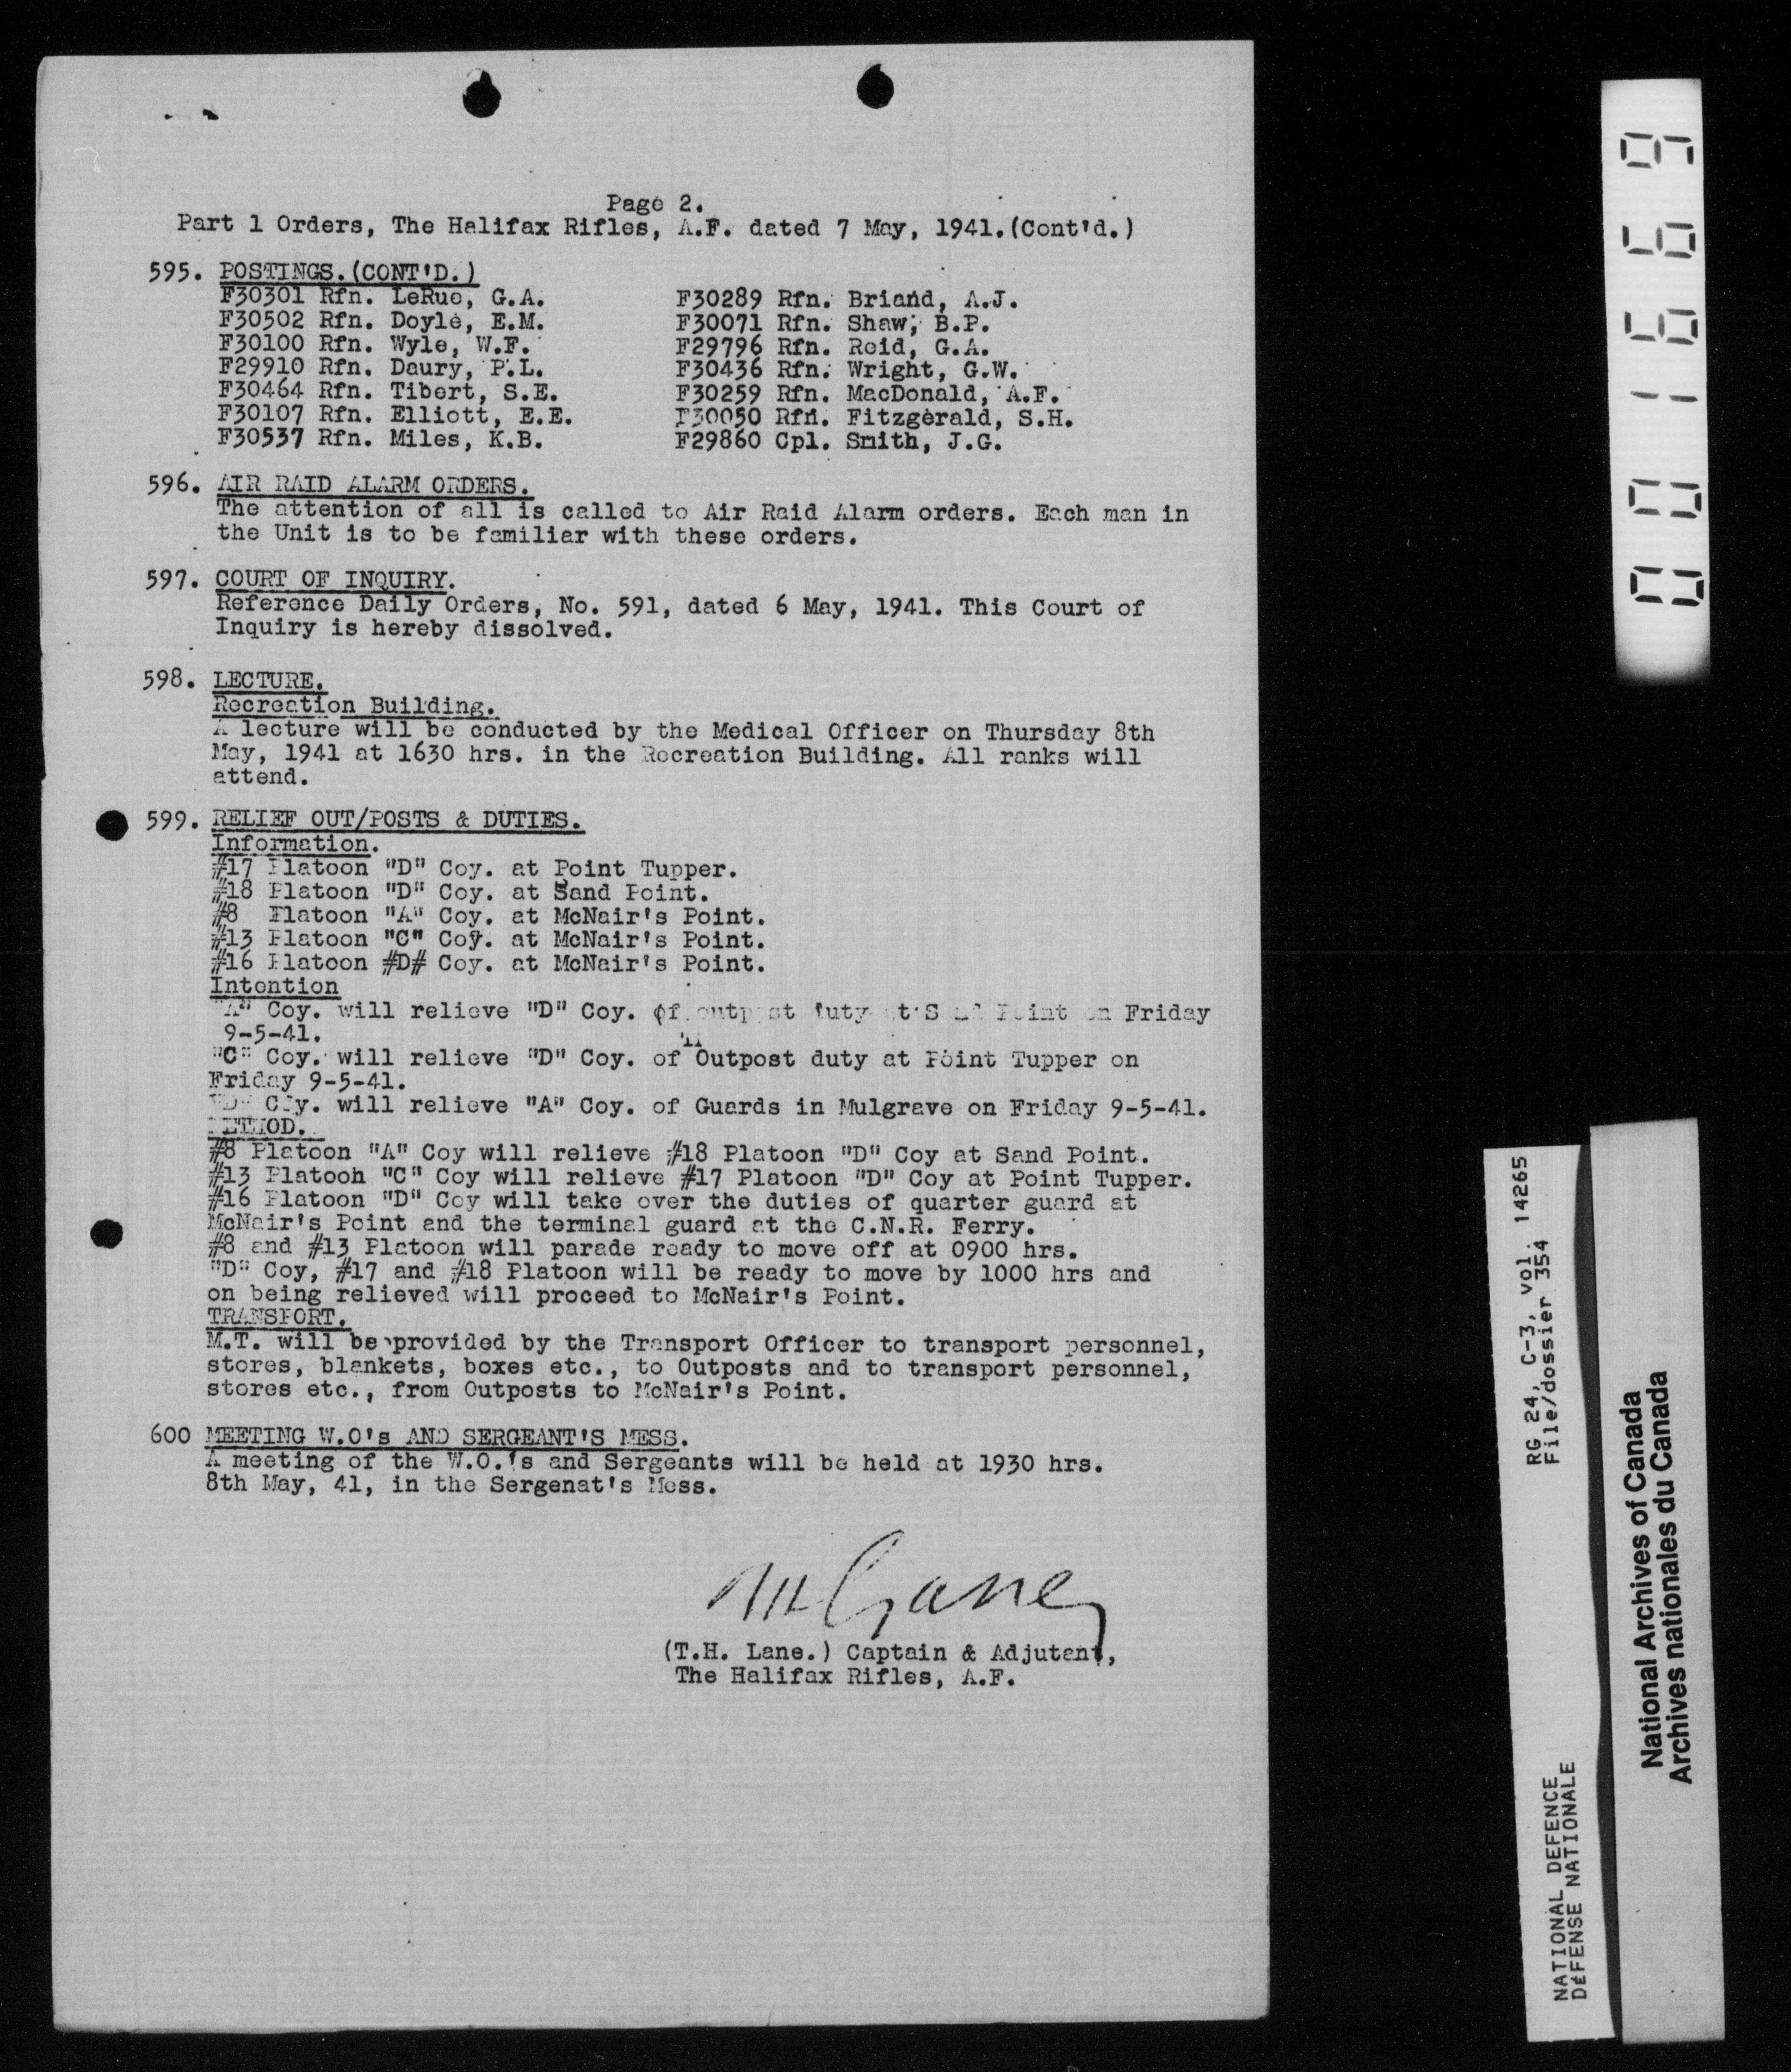 Page 2.
Part 1 Orders, The Halifax Rifles, A.F. dated 7 May, 1941.(Cont'd.)
595. POSTINGS.(CONT'D.)
F30301 Rfn. LeRue, G.A. F30289 Rfn. Briand, A.J.
F30502 Rfn. Doyle, E.M. F30071 Rfn. Shaw, B.P.
F30100 Rfn. Wyle, W.F. F29796 Rfn. Reid, G.A.
F29910 Rfn. Daury, P.L. F30436 Rfn. Wright, G.W.
F30464 Rfn. Tibert, S.E. F30259 Rfn. MacDonald, A.F.
F30107 Rfn. Elliott, E.E. F30050 Rfn. Fitzgerald, S.H.
F30537 Rfn. Miles, K.B. F29860 Cpl. Smith, J.G.
596. AIR RAID ALARM ORDERS.
The attention of all is called to Air Raid Alarm orders. Each man in
the Unit is to be familiar with these orders.
597. COURT OF INQUIRY.
Reference Daily Orders, No. 591, dated 6 May, 1941. This Court of
Inquiry is hereby dissolved.
598. LECTURE.
Recreation Building.
A lecture will be conducted by the Medical Officer on Thursday 8th
May, 1941 at 1630 hrs. in the Recreation Building. All ranks will
attend.
599. RELIEF OUT/POSTS & DUTIES.
Information.
#17 Platoon "D" Coy. at Point Tupper.
#18 Platoon "D" Coy. at Sand Point.
#8 Platoon "A" Coy. at McNair's Point.
#13 Platoon "C" Coy. at McNair's Point.
#16 Platoon #D# Coy. at McNair's Point.
Intention
"A" Coy. will relieve "D" Coy. of outpost duty at Sand Point on Friday
9-5-41.
"C" Coy. will relieve "D" Coy. of Outpost duty at Point Tupper on
Friday 9-5-41.
"D" Coy. will relieve "A" Coy. of Guards in Mulgrave on Friday 9-5-41.
METHOD.
#8 Platoon "A" Coy will relieve #18 Platoon "D" Coy at Sand Point.
#13 Platoon "C" Coy will relieve #17 Platoon "D" Coy at Point Tupper.
#16 Platoon "D" Coy will take over the duties of quarter guard at
McNair's Point and the terminal guard at the C.N.R. Ferry.
#8 and #13 Platoon will parade ready to move off at 0900 hrs.
"D" Coy, #17 and #18 Platoon will be ready to move by 1000 hrs and
on being relieved will proceed to McNair's Point.
TRANSPORT.
M.T. will be provided by the Transport Officer to transport personnel,
stores, blankets, boxes etc., to Outposts and to transport personnel,
stores etc., from Outposts to McNair's Point.
600 MEETING W.O's AND SERGEANT'S MESS.
A meeting of the W.O.'s and Sergeants will be held at 1930 hrs.
8th May, 41, in the Sergenat's Mess.
(T.H. Lane.) Captain & Adjutant,
The Halifax Rifles, A.F.
001669
RG 24, C-3, vol. 14265
File/dossier 354
NATIONAL DEFENCE
DéFENSE NATIONALE
National Archives of Canada
Archives nationales du Canada